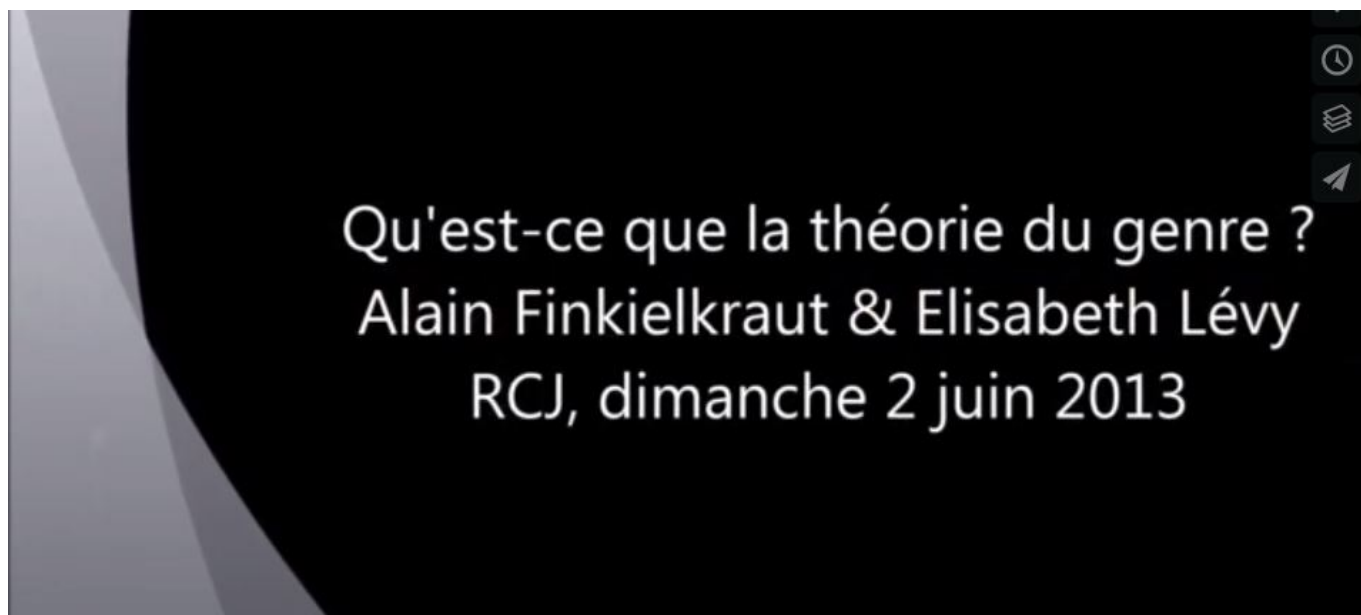 Qu'est-ce que la théorie du genre ?
Alain Finkielkraut & Elisabeth Lévy
RCJ, dimanche 2 juin 2013